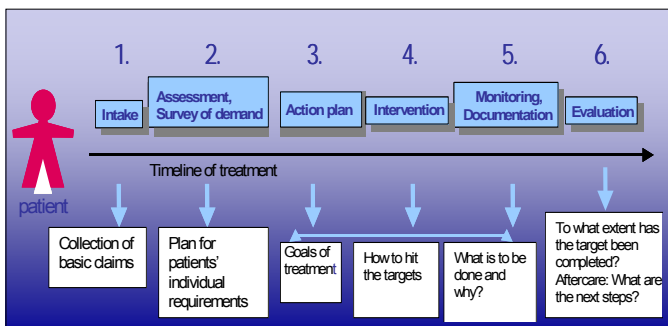 1.
2.
3.
4.
5.
6.
Intake
Assessment,
Survey of demand
Action plan
Intervention
Monitoring,
Documentation
Evaluation
Timeline of treatment
patient
Collection of
basic claims
Plan for
patients'
individual
requirements
Goals of
treatment
How to hit
the targets
What is to be
done and
why?
To what extent has
the target been
completed?
Aftercare: What are
the next steps?